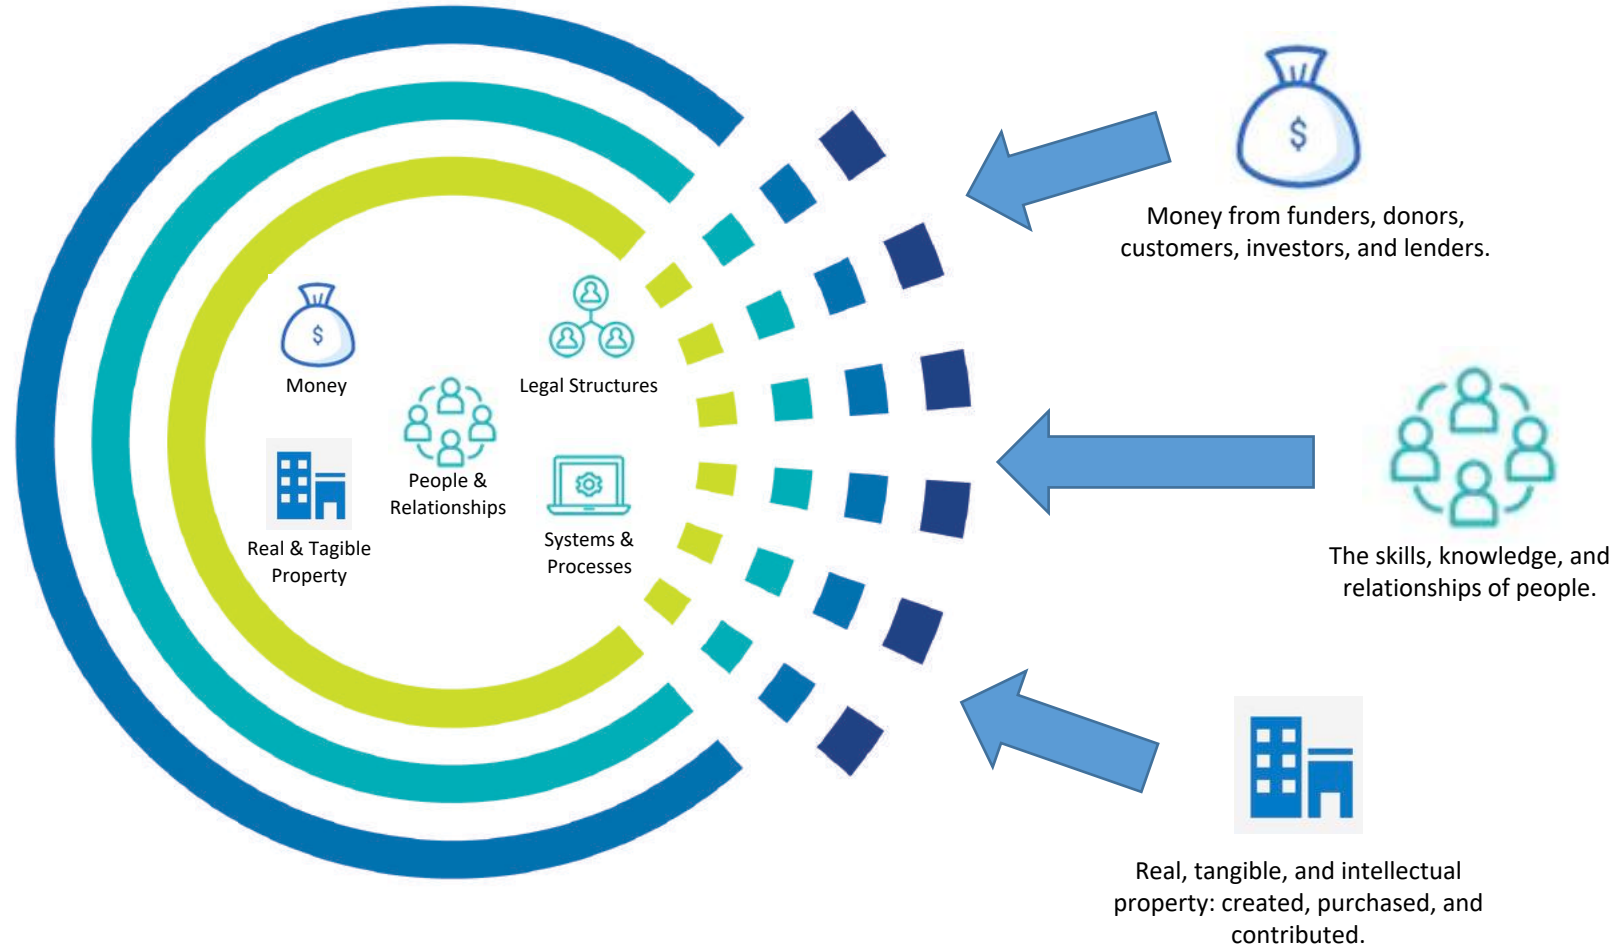 $
Money from funders, donors,
customers, investors, and lenders.
$
Money
Legal Structures
People &
Relationships
Real & Tagible
Property
Systems &
Processes
The skills, knowledge, and
relationships of people.
Real, tangible, and intellectual
property: created, purchased, and
contributed.